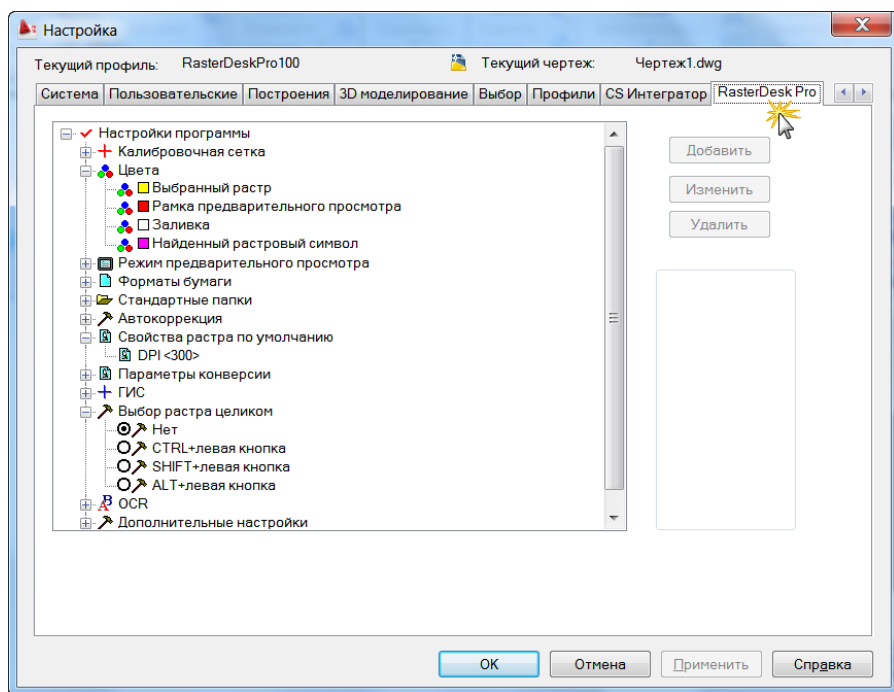 Настройка
Текущий профиль: RasterDeskPro100 Текущий чертеж: Чертеж1.dwg
Система Пользовательские Построения 3D моделирование Выбор Профили CS Интегратор RasterDesk Pro
Настройки программы
Калибровочная сетка
Цвета
Выбранный растр
Рамка предварительного просмотра
Заливка
Найденный растровый символ
Режим предварительного просмотра
Форматы бумаги
Стандартные папки
Автокоррекция
Свойства растра по умолчанию
DPI <300>
Параметры конверсии
ГИС
Выбор растра целиком
Нет
CTRL+левая кнопка
SHIFT+левая кнопка
ALT+левая кнопка
OCR
Дополнительные настройки
Добавить
Изменить
Удалить
OK Отмена Применить Справка